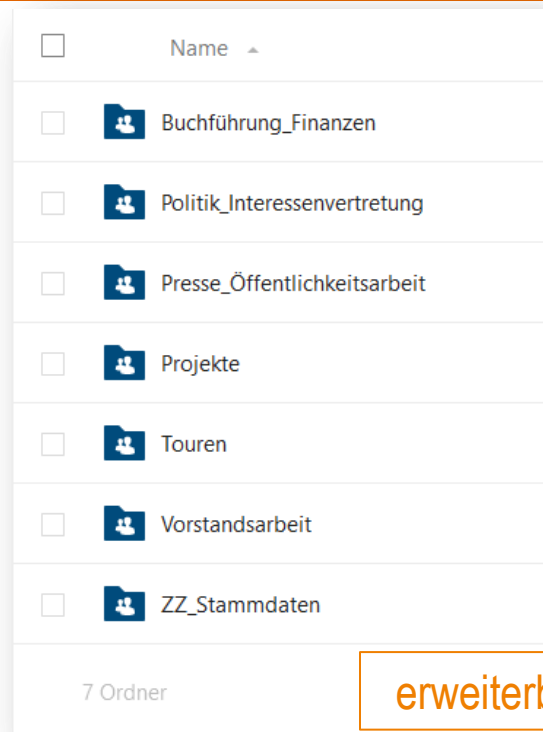 Name
Buchführung_Finanzen
Politik_Interessenvertretung
Presse_Öffentlichkeitsarbeit
Projekte
Touren
Vorstandsarbeit
ZZ_Stammdaten
7 Ordner